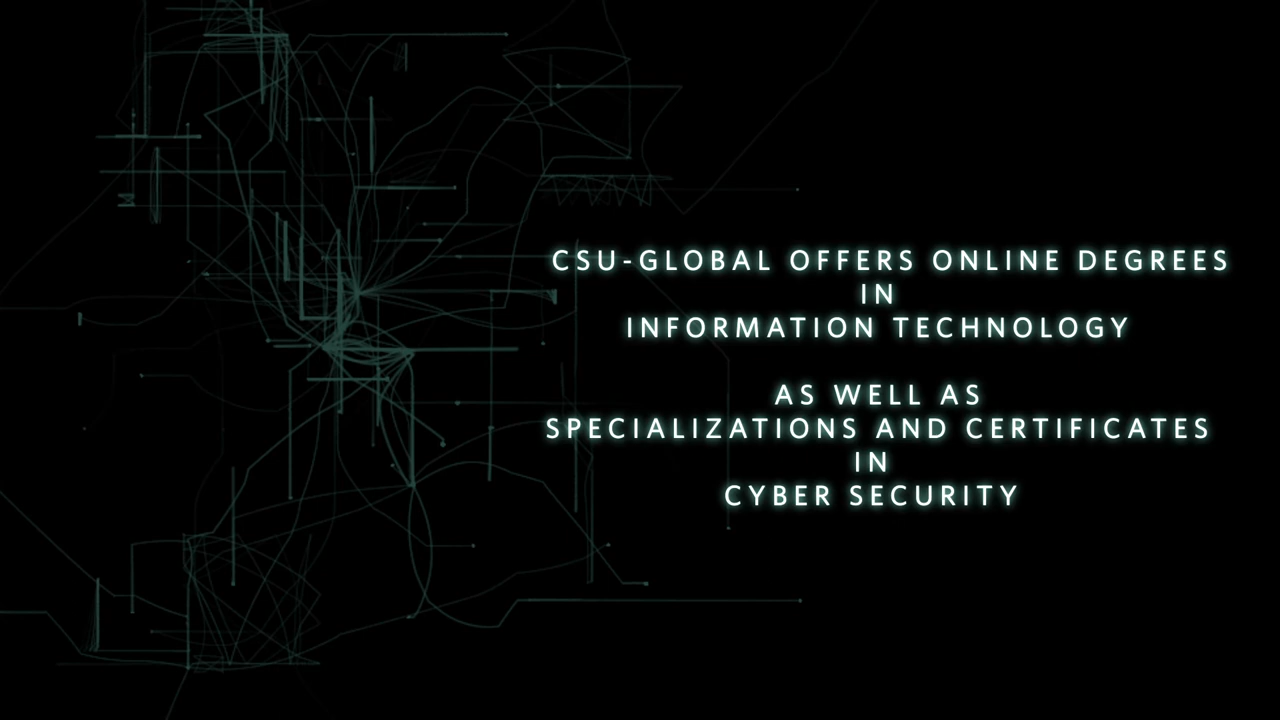 CSU-GLOBAL OFFERS ONLINE DEGREES
IN
INFORMATION TECHNOLOGY
AS WELL AS
SPECIALIZATIONS AND CERTIFICATES
IN
CYBER SECURITY